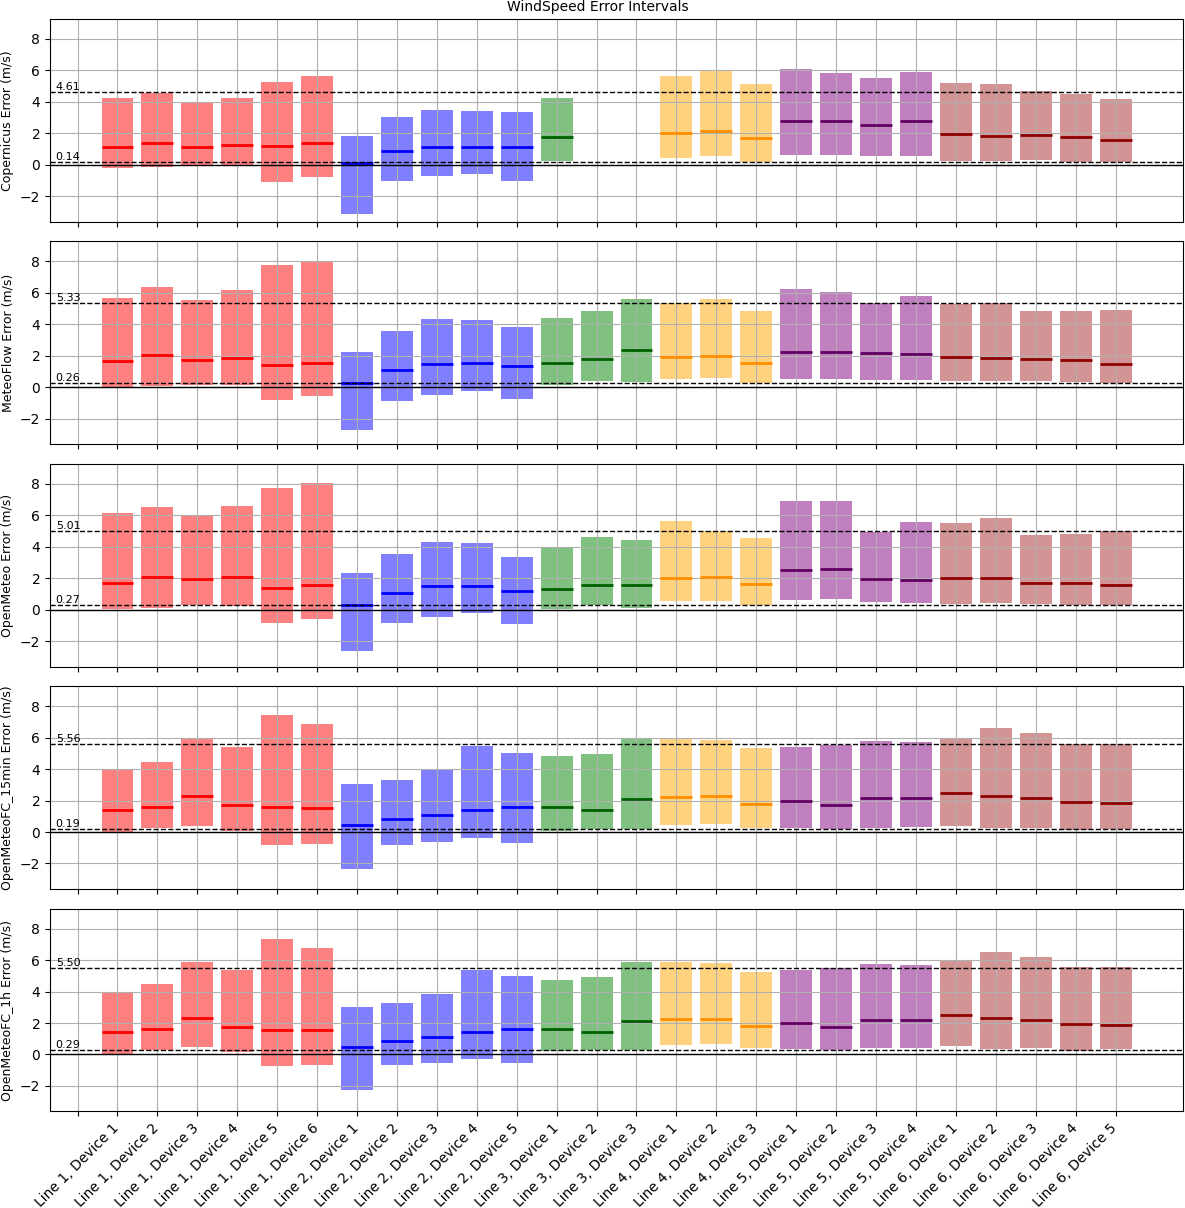 WindSpeed Error Intervals
Copernicus Error (m/s)
8
6
4
2
0
−2
4.61
0.14
MeteoFlow Error (m/s)
8
6
4
2
0
−2
5.33
0.26
OpenMeteo Error (m/s)
8
6
4
2
0
−2
5.01
0.27
OpenMeteoFC_15min Error (m/s)
8
6
4
2
0
−2
5.56
0.19
OpenMeteoFC_1h Error (m/s)
8
6
4
2
0
−2
5.50
0.29
Line 1, Device 1
Line 1, Device 2
Line 1, Device 3
Line 1, Device 4
Line 1, Device 5
Line 1, Device 6
Line 2, Device 1
Line 2, Device 2
Line 2, Device 3
Line 2, Device 4
Line 2, Device 5
Line 3, Device 1
Line 3, Device 2
Line 3, Device 3
Line 4, Device 1
Line 4, Device 2
Line 4, Device 3
Line 5, Device 1
Line 5, Device 2
Line 5, Device 3
Line 5, Device 4
Line 6, Device 1
Line 6, Device 2
Line 6, Device 3
Line 6, Device 4
Line 6, Device 5